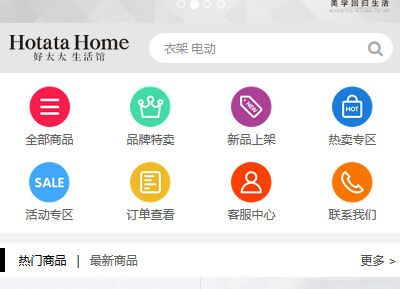 美学回归生活
Hotata Home
好太太 生活馆
衣架 电动
全部商品
品牌特卖
NEW
新品上架
HOT
热卖专区
SALE
活动专区
订单查看
客服中心
联系我们
热门商品 | 最新商品
更多 >